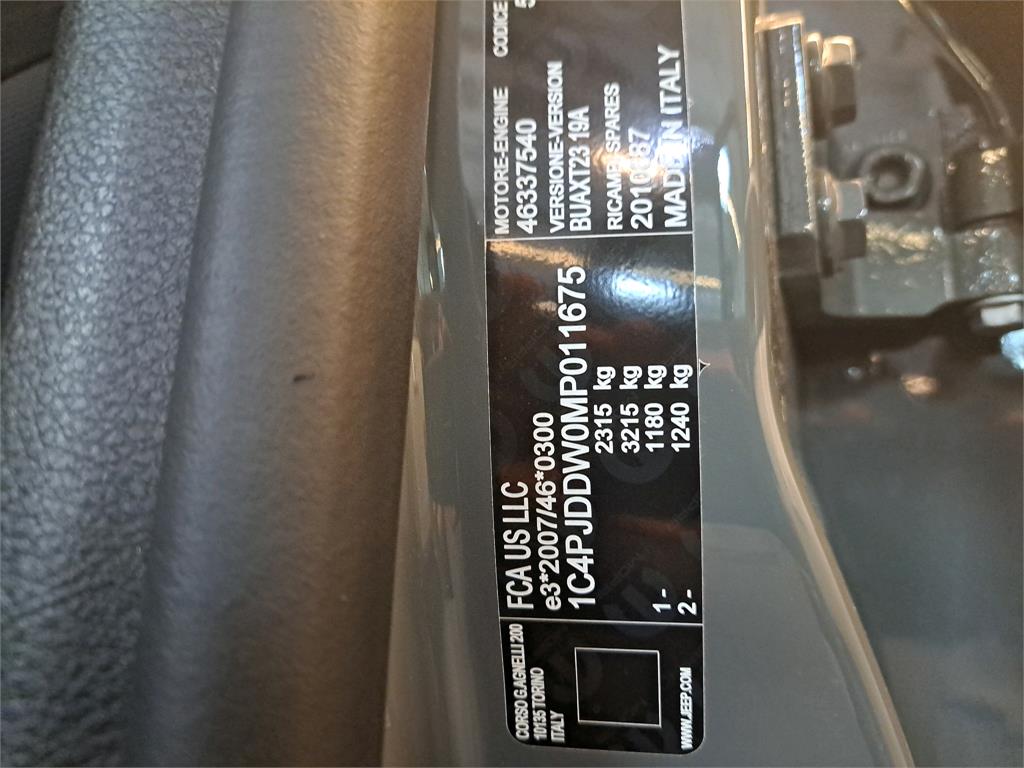 CORSO G.AGNELLI 200
10135 TORINO
ITALY
WWW.JEEP.COM
FCA US LLC
e3*2007/46*0300
1C4PJDDW0MP011675
2315 kg
3215 kg
1 - 1180 kg
2 - 1240 kg
MOTORE-ENGINE CODICE
46337540
VERSIONE-VERSION
BUAXT23 19A
RICAMBI-SPARES
MADE IN ITALY